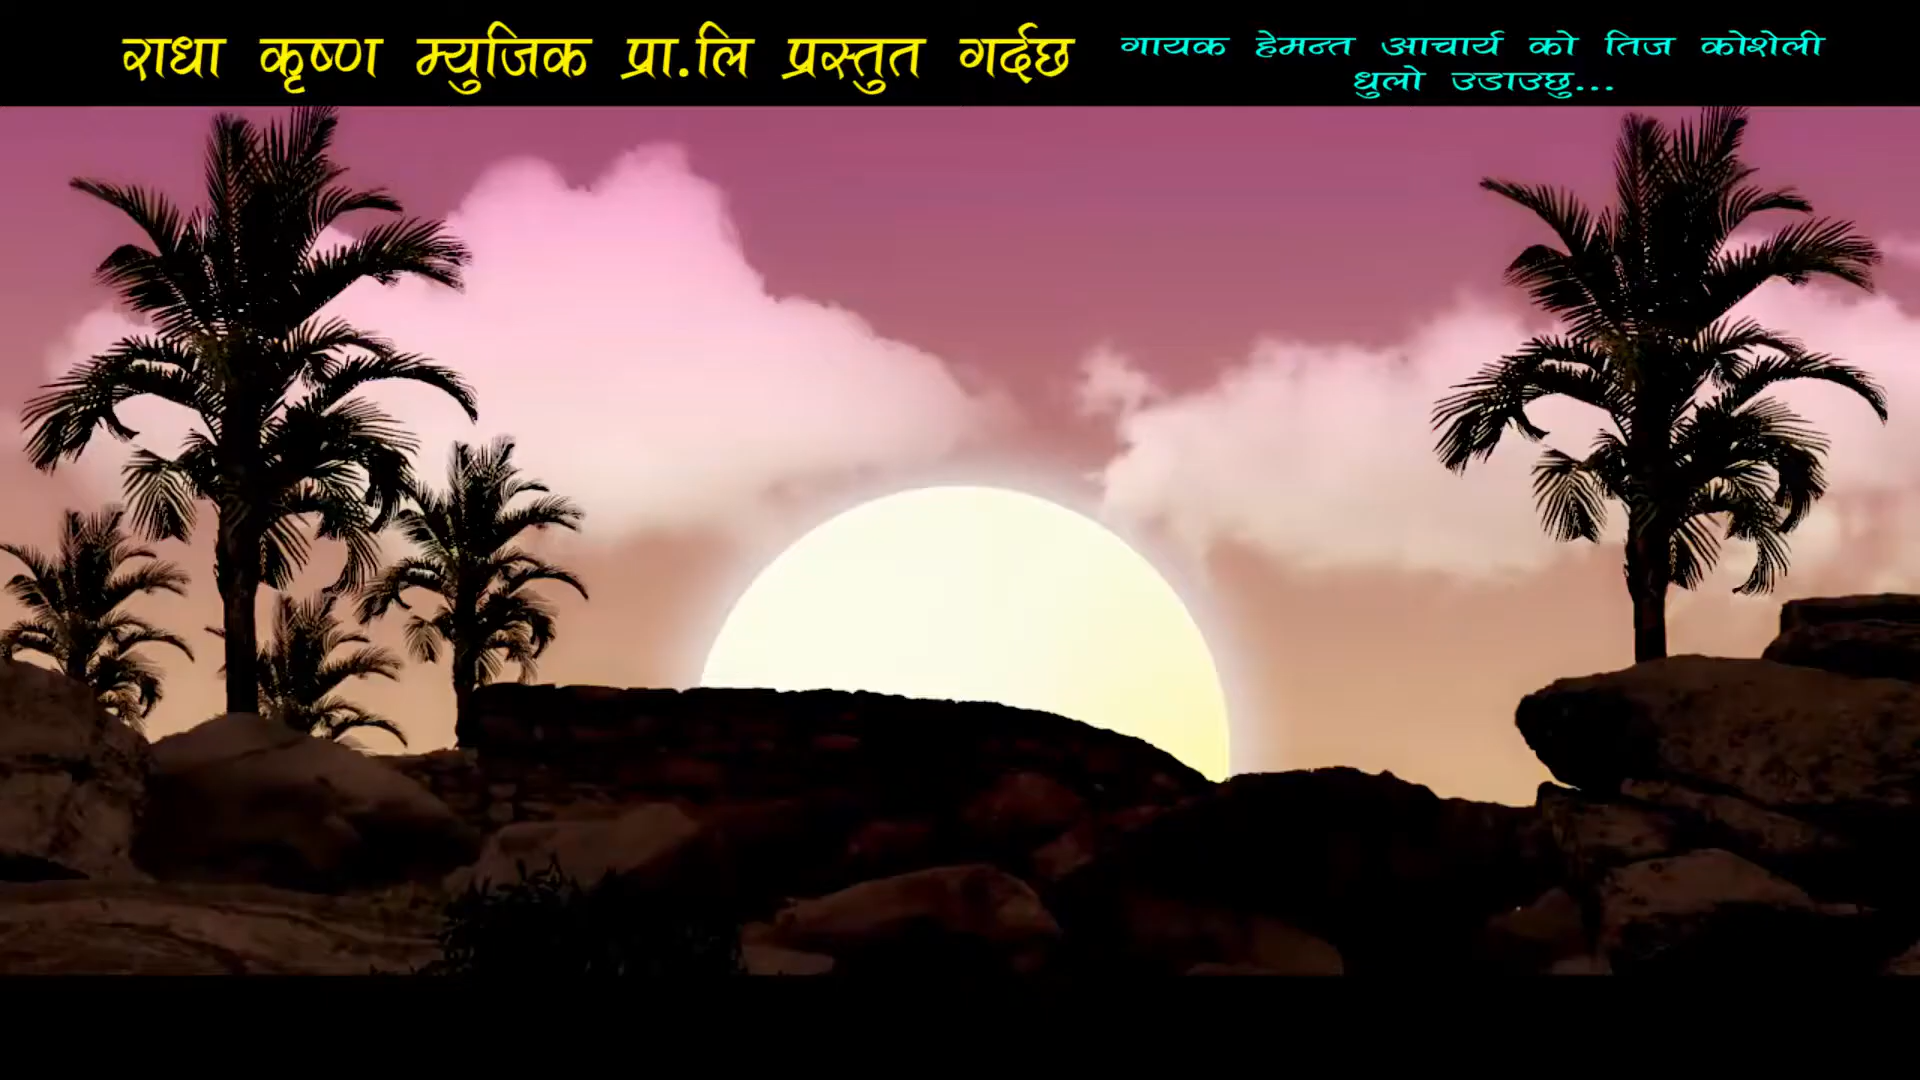 राधा कृष्ण म्युजिक प्रा.लि प्रस्तुत गर्दछ
गायक हेमन्त आचार्य को तिज कोशेली
धुलो उडाउछु...